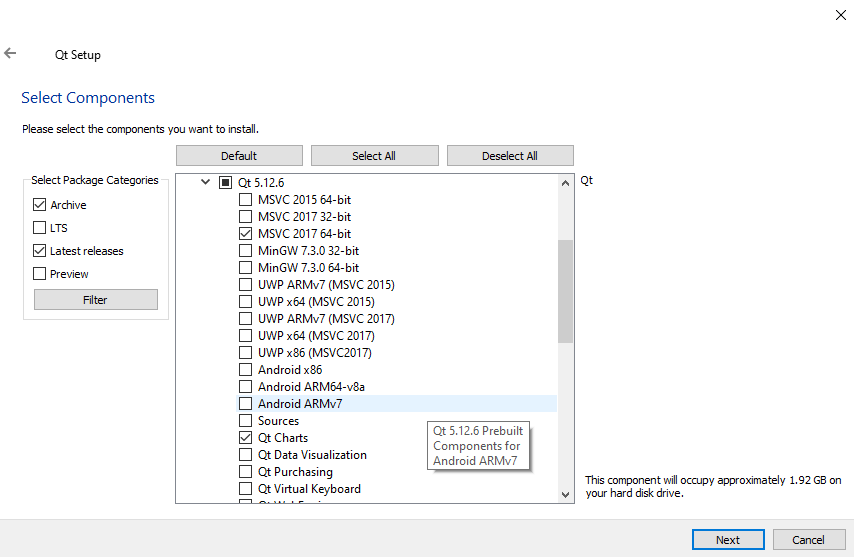 Qt Setup
Select Components
Please select the components you want to install.
Default
Select All
Deselect All
Select Package Categories
Archive
LTS
Latest releases
Preview
Filter
Qt 5.12.6
MSVC 2015 64-bit
MSVC 2017 32-bit
MSVC 2017 64-bit
MinGW 7.3.0 32-bit
MinGW 7.3.0 64-bit
UWP ARMv7 (MSVC 2015)
UWP x64 (MSVC 2015)
UWP ARMv7 (MSVC 2017)
UWP x64 (MSVC 2017)
UWP x86 (MSVC2017)
Android x86
Android ARM64-v8a
Android ARMv7
Sources
Qt Charts
Qt Data Visualization
Qt Purchasing
Qt Virtual Keyboard
Qt 5.12.6 Prebuilt
Components for
Android ARMv7
Qt
This component will occupy approximately 1.92 GB on
your hard disk drive.
Next
Cancel